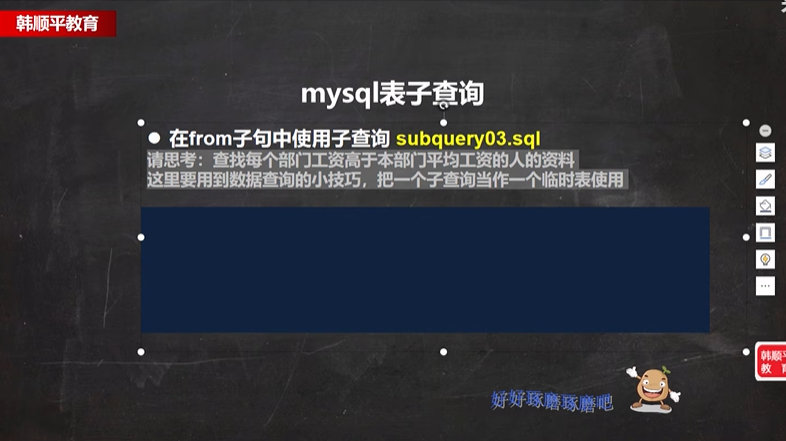 韩顺平教育
mysql表子查询
● 在from子句中使用子查询 subquery03.sql
请思考：查找每个部门工资高于本部门平均工资的人的资料
这里要用到数据查询的小技巧，把一个子查询当作一个临时表使用
韩顺平
教 育
好好琢磨琢磨吧